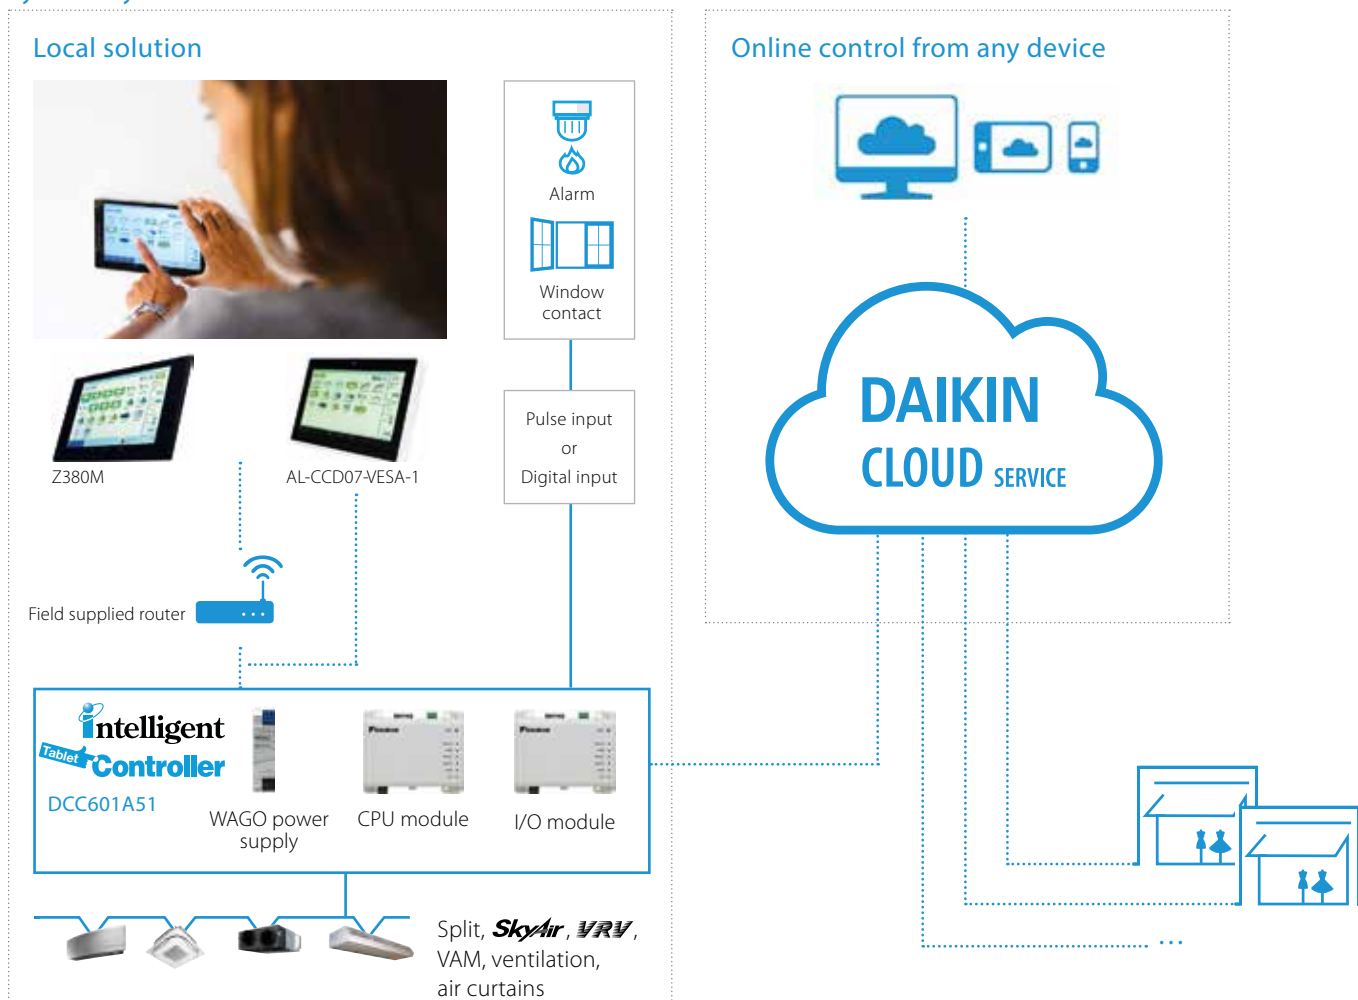 Local solution
Alarm
Window
contact
Z380M
AL-CCD07-VESA-1
Pulse input
or
Digital input
Field supplied router
intelligent
Tablet
Controller
DCC601A51
WAGO power
supply
CPU module
I/O module
Split, SkyAir, VRV,
VAM, ventilation,
air curtains
Online control from any device
DAIKIN
CLOUD SERVICE
...